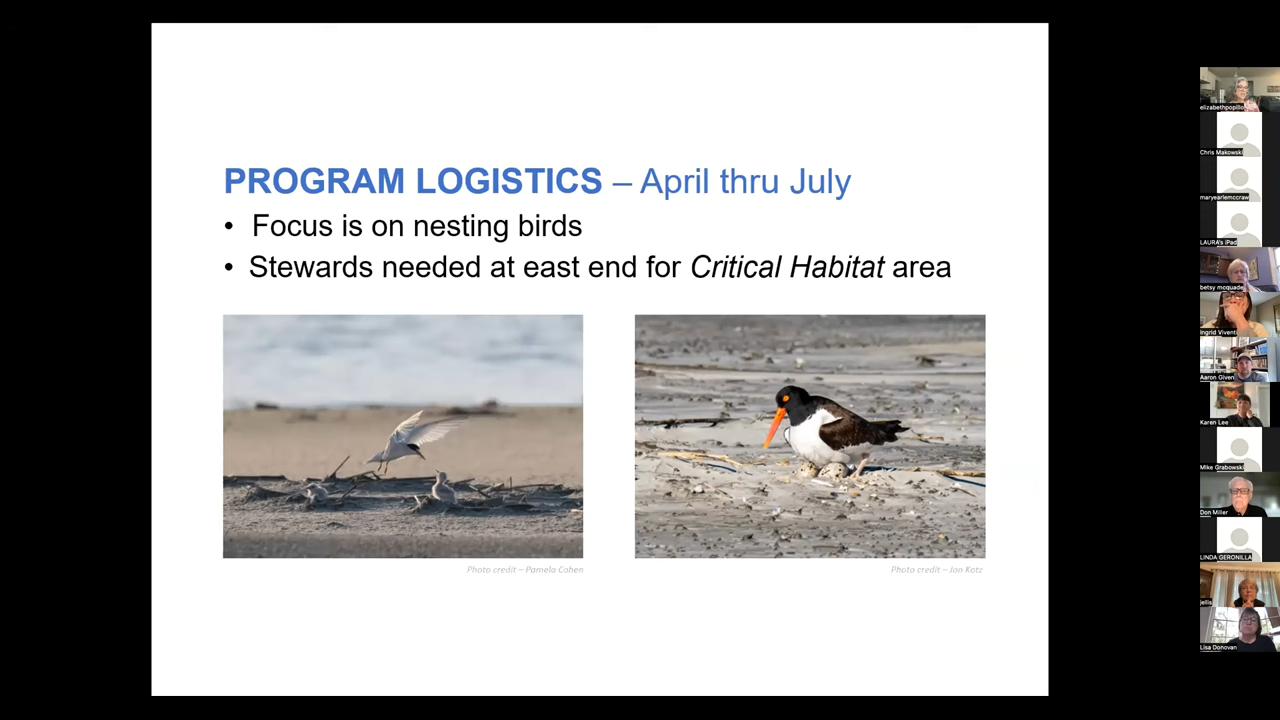 PROGRAM LOGISTICS – April thru July
• Focus is on nesting birds
• Stewards needed at east end for Critical Habitat area
Photo credit – Pamela Cohen
Photo credit – Jon Kotz
elizabethpopillo
Chris Makowski
maryearlemccraw
LAURA's iPad
betsy mcquade
Ingrid Viventi
Aaron Given
Karen Lee
Mike Grabowski
Don Miller
LINDA GERONILLA
jellis
Lisa Donovan